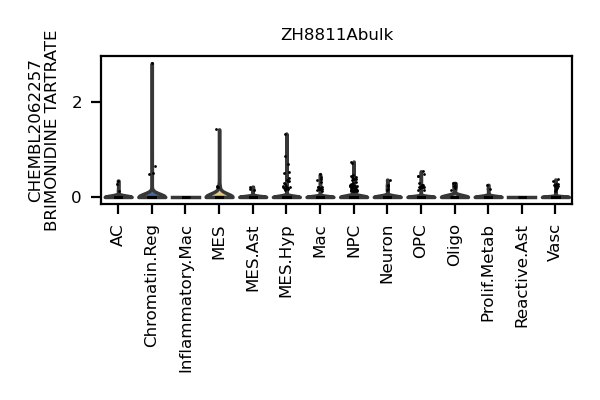 ZH8811Abulk
CHEMBL2062257
BRIMONIDINE TARTRATE
2
0
AC
Chromatin.Reg
Inflammatory.Mac
MES
MES.Ast
MES.Hyp
Mac
NPC
Neuron
OPC
Oligo
Prolif.Metab
Reactive.Ast
Vasc